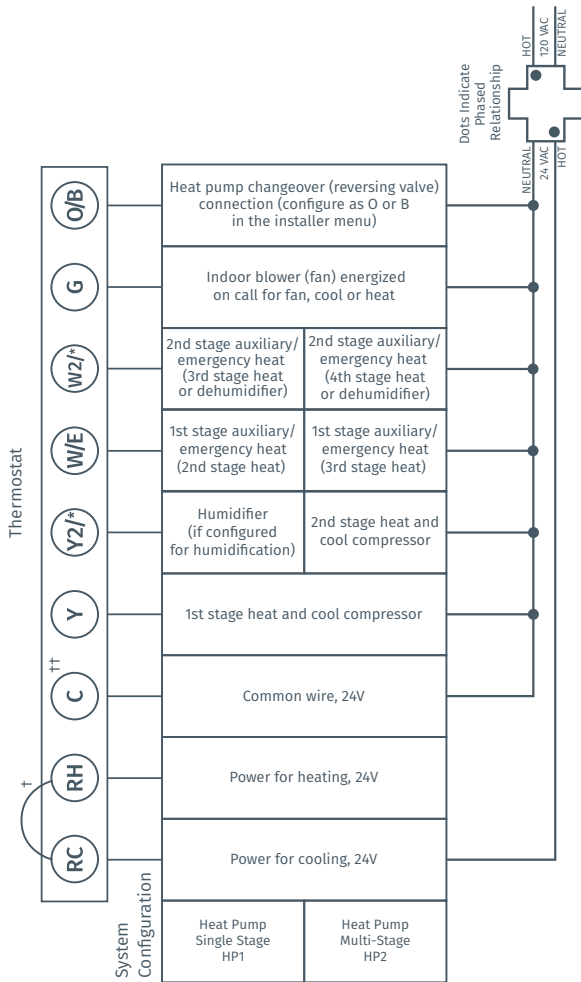 HOT
120 VAC
NEUTRAL
Dots Indicate
Phased
Relationship
NEUTRAL
24 VAC
HOT
Thermostat
O/B
Heat pump changeover (reversing valve)
connection (configure as O or B
in the installer menu)
G
Indoor blower (fan) energized
on call for fan, cool or heat
W2/*
2nd stage auxiliary/
emergency heat
(3rd stage heat
or dehumidifier)
2nd stage auxiliary/
emergency heat
(4th stage heat
or dehumidifier)
W/E
1st stage auxiliary/
emergency heat
(2nd stage heat)
1st stage auxiliary/
emergency heat
(3rd stage heat)
Y2/*
Humidifier
(if configured
for humidification)
2nd stage heat and
cool compressor
Y
1st stage heat and cool compressor
††
C
Common wire, 24V
†
RH
Power for heating, 24V
RC
Power for cooling, 24V
System
Configuration
Heat Pump
Single Stage
HP1
Heat Pump
Multi-Stage
HP2